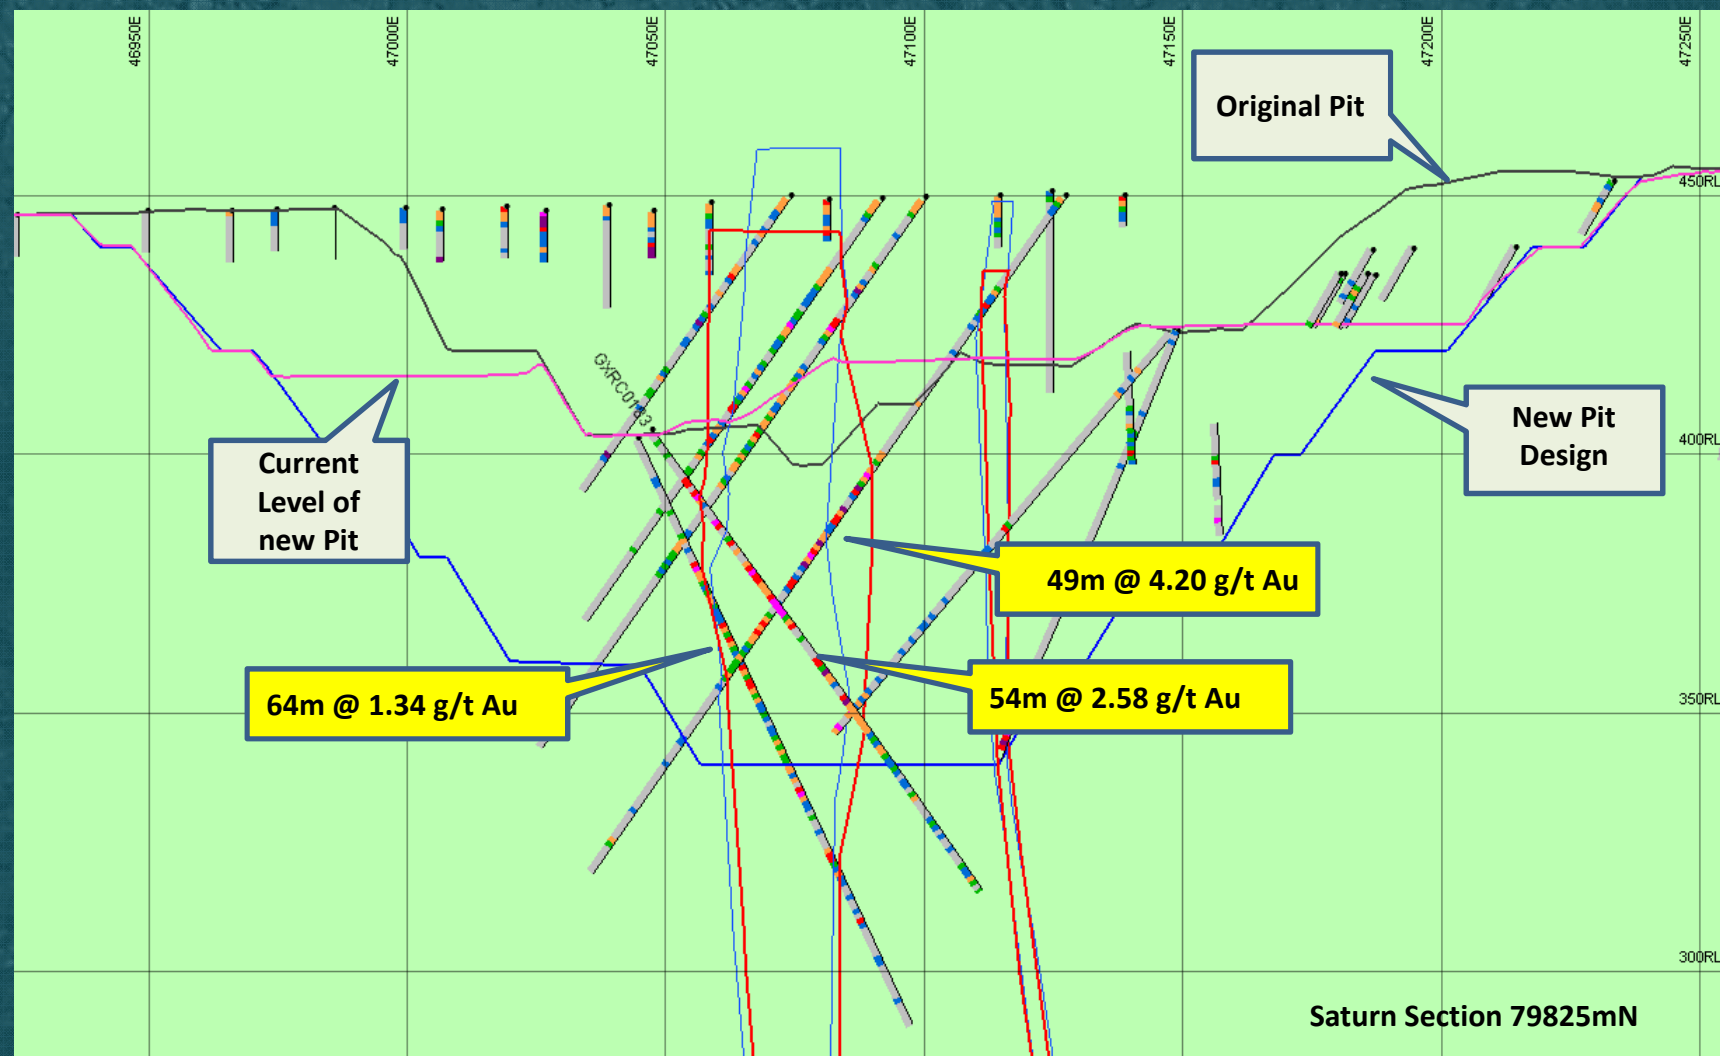 46950E
47000E
47050E
47100E
47150E
47200E
47250E
Original Pit
450RL
GXRC0183
Current
Level of
new Pit
New Pit
Design
400RL
49m @ 4.20 g/t Au
64m @ 1.34 g/t Au
54m @ 2.58 g/t Au
350RL
300RL
Saturn Section 79825mN